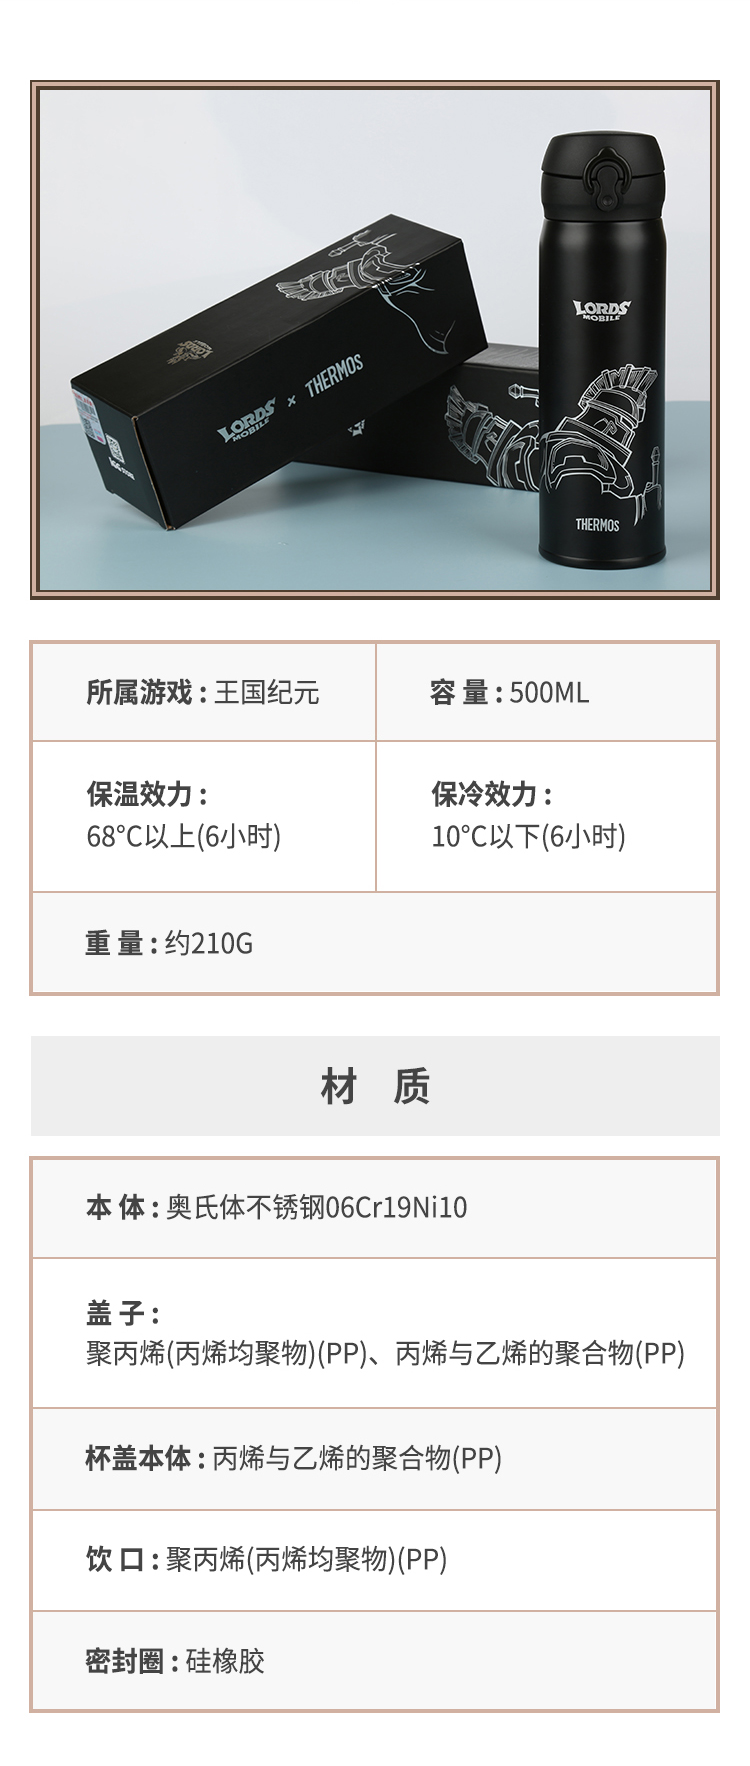 LORDS
MOBILE
×
THERMOS
LORDS
MOBILE
THERMOS
所属游戏 : 王国纪元
容 量 : 500ML
保温效力 :
68°C以上(6小时)
保冷效力 :
10°C以下(6小时)
重 量 : 约210G
材 质
本 体 : 奥氏体不锈钢06Cr19Ni10
盖 子 :
聚丙烯(丙烯均聚物)(PP)、丙烯与乙烯的聚合物(PP)
杯盖本体 : 丙烯与乙烯的聚合物(PP)
饮 口 : 聚丙烯(丙烯均聚物)(PP)
密封圈 : 硅橡胶